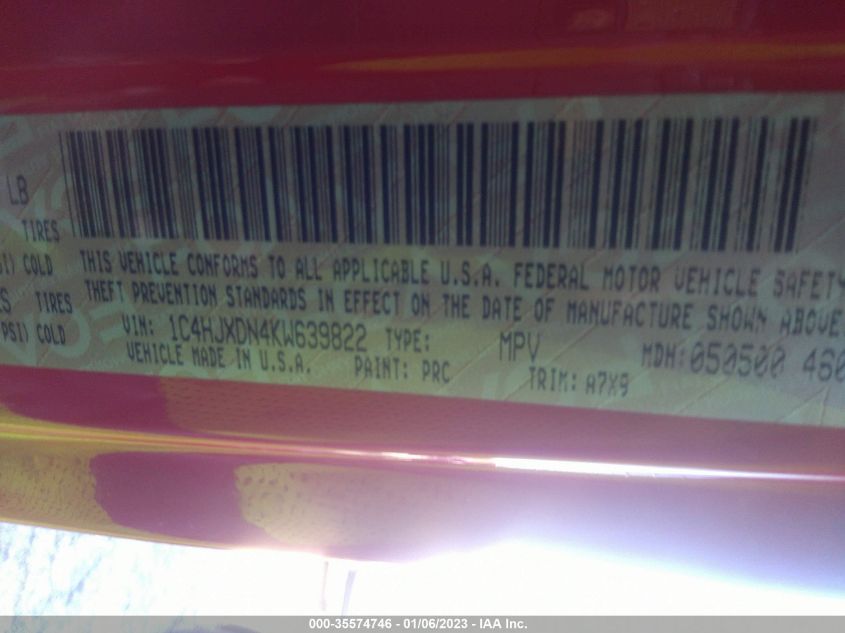 LB
TIRES
SI) COLD
THIS VEHICLE CONFORMS TO ALL APPLICABLE U.S.A. FEDERAL MOTOR VEHICLE SAFETY
TIRES
THEFT PREVENTION STANDARDS IN EFFECT ON THE DATE OF MANUFACTURE SHOWN ABOVE
PSI) COLD
VIN: 1C4HJXDN4KW639822 TYPE: MPV MDH: 050500 460
VEHICLE MADE IN U.S.A. PAINT: PRC TRIM: A7X9
000-35574746 - 01/06/2023 - IAA Inc.